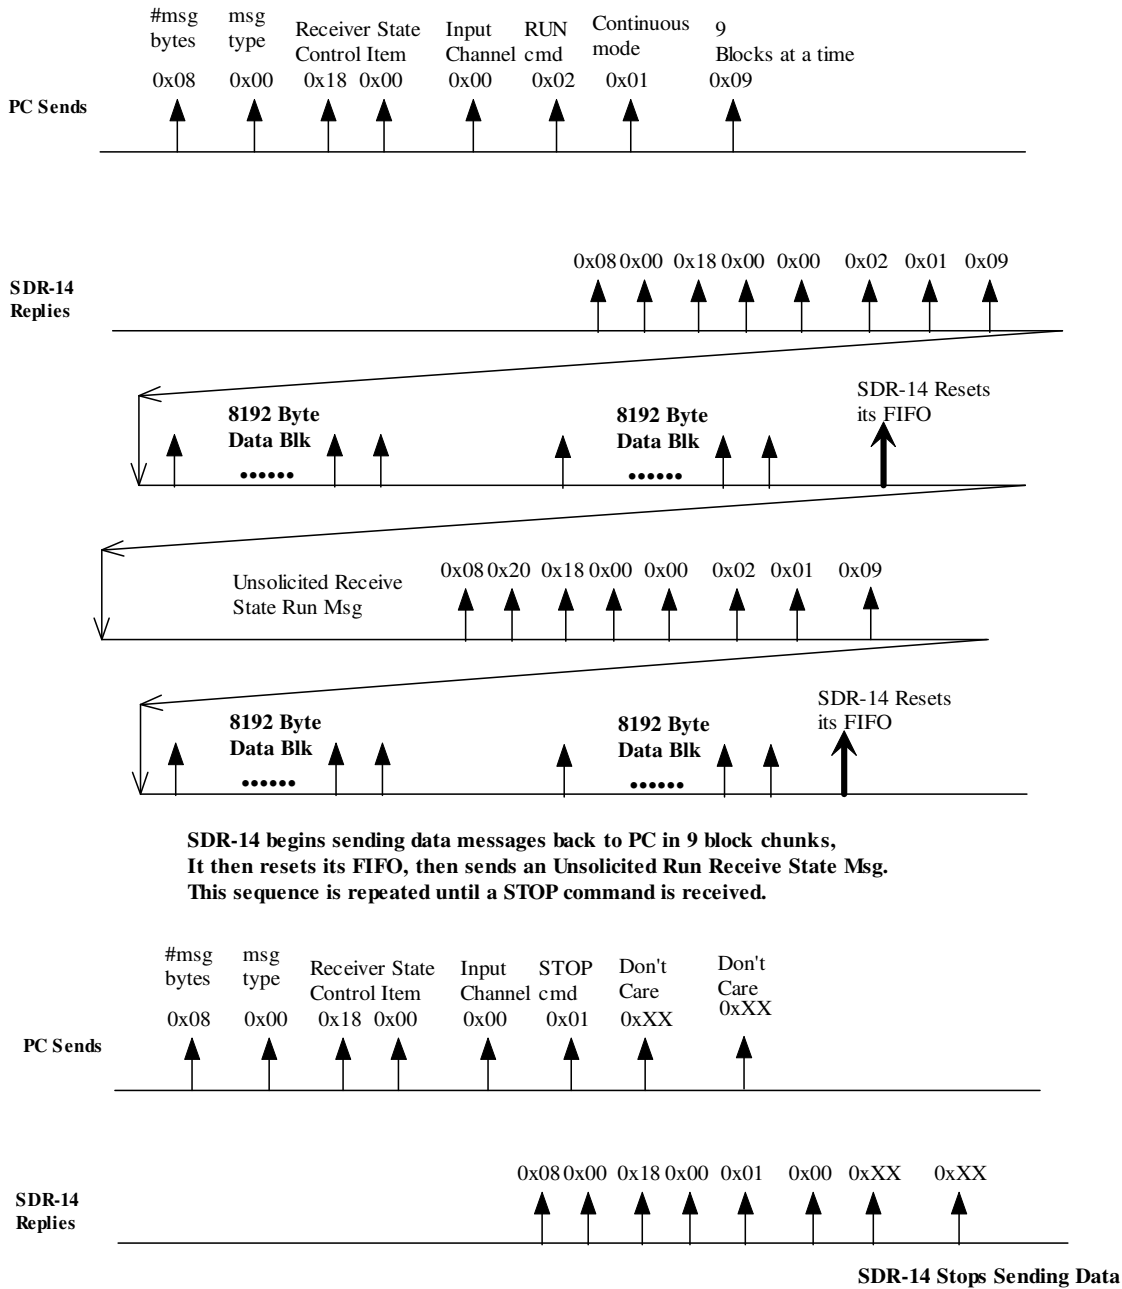 #msg bytes
msg type
Receiver State Control Item
Input Channel
RUN cmd
Continuous mode
9 Blocks at a time
0x08 0x00 0x18 0x00 0x00 0x02 0x01 0x09
PC Sends
0x08 0x00 0x18 0x00 0x00 0x02 0x01 0x09
SDR-14
Replies
8192 Byte
Data Blk
••••••
8192 Byte
Data Blk
••••••
SDR-14 Resets
its FIFO
Unsolicited Receive
State Run Msg
0x08 0x20 0x18 0x00 0x00 0x02 0x01 0x09
8192 Byte
Data Blk
••••••
8192 Byte
Data Blk
••••••
SDR-14 Resets
its FIFO
SDR-14 begins sending data messages back to PC in 9 block chunks,
It then resets its FIFO, then sends an Unsolicited Run Receive State Msg.
This sequence is repeated until a STOP command is received.
#msg bytes
msg type
Receiver State Control Item
Input Channel
STOP cmd
Don't Care
Don't Care
0x08 0x00 0x18 0x00 0x00 0x01 0xXX 0xXX
PC Sends
0x08 0x00 0x18 0x00 0x01 0x00 0xXX 0xXX
SDR-14
Replies
SDR-14 Stops Sending Data